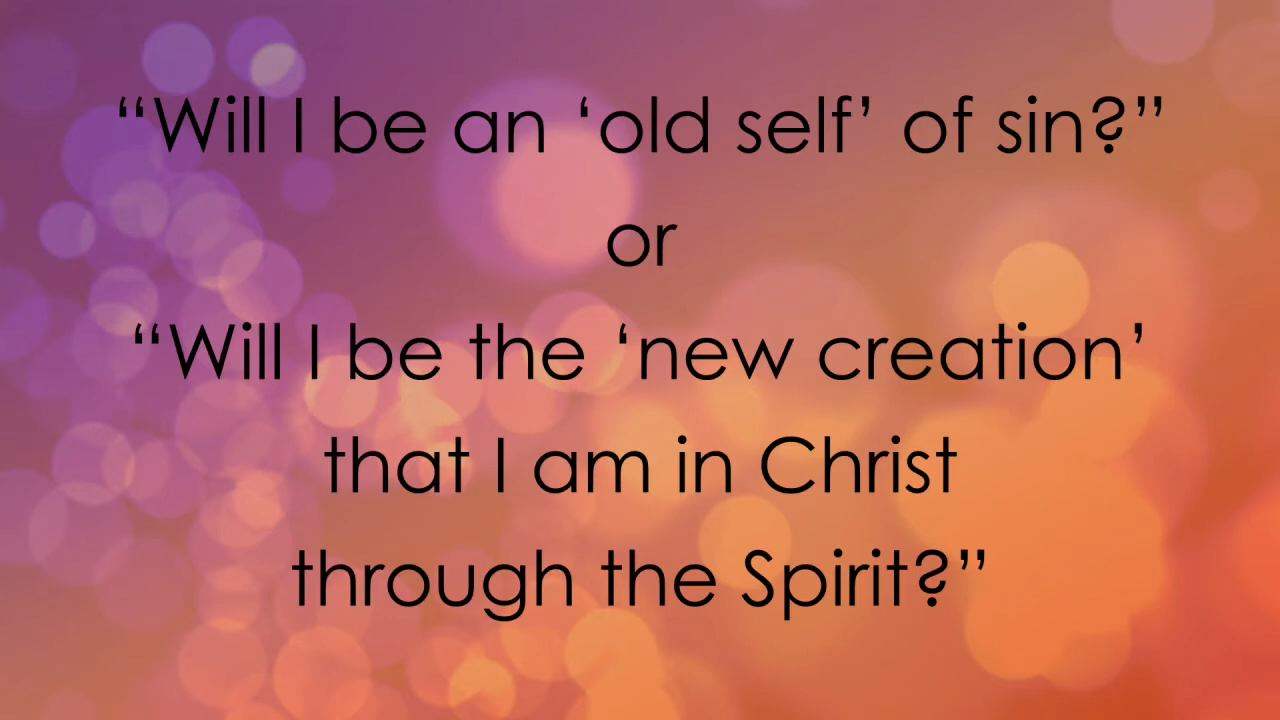 “Will I be an ‘old self’ of sin?”
or
“Will I be the ‘new creation’
that I am in Christ
through the Spirit?”